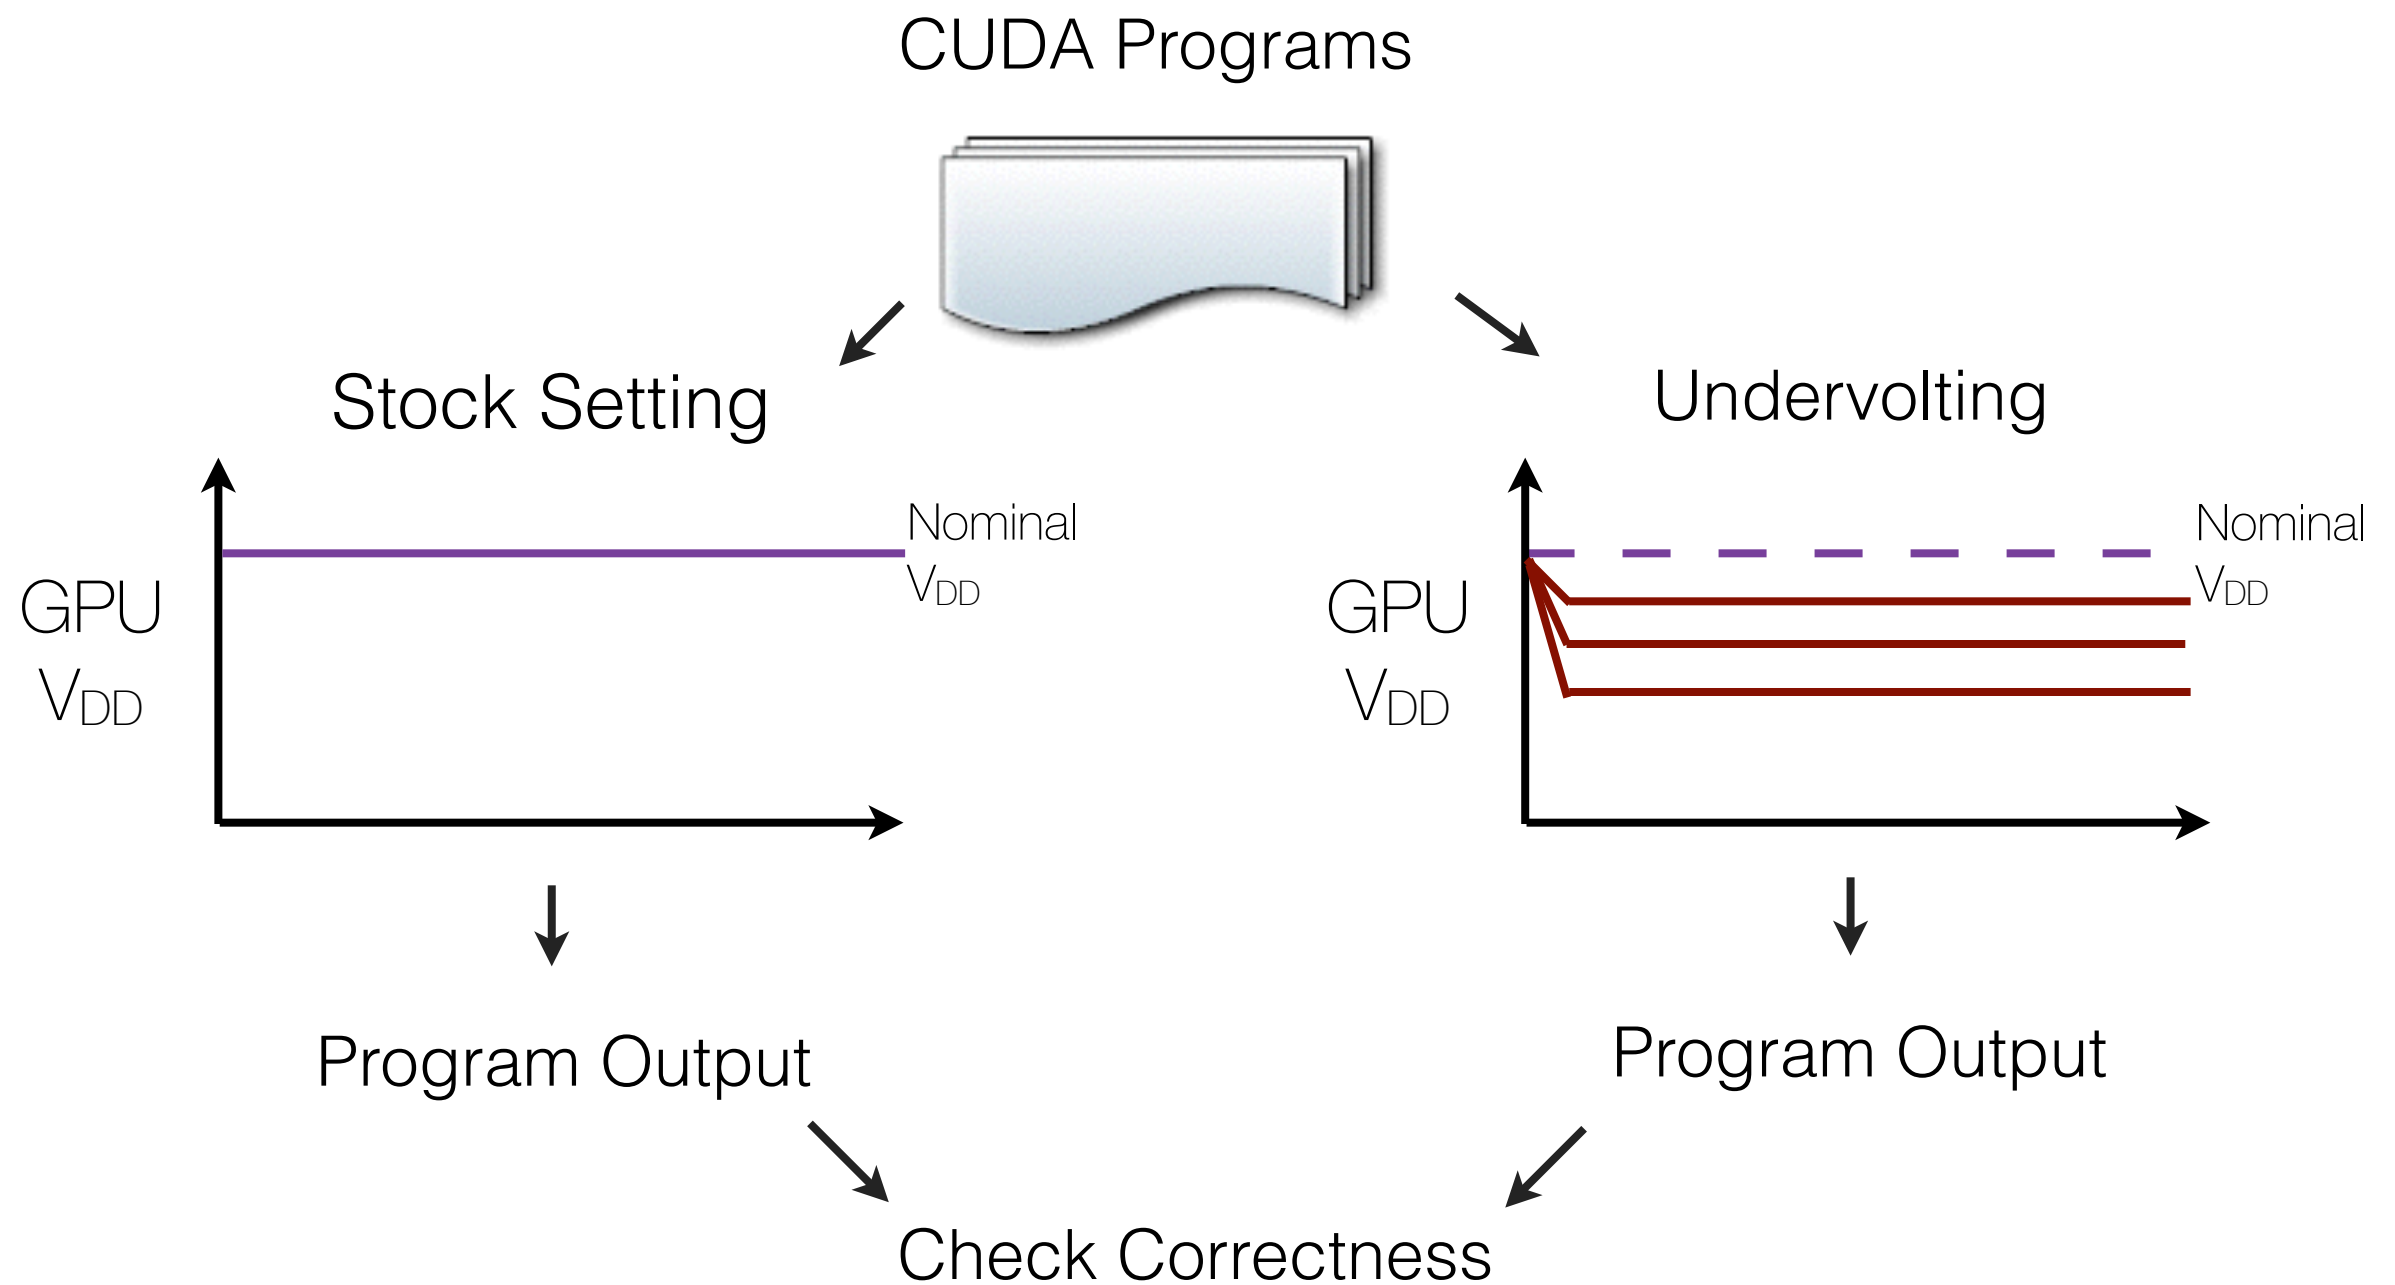 CUDA Programs
Stock Setting
Undervolting
Nominal
VDD
GPU
VDD
Nominal
VDD
GPU
VDD
Program Output
Program Output
Check Correctness